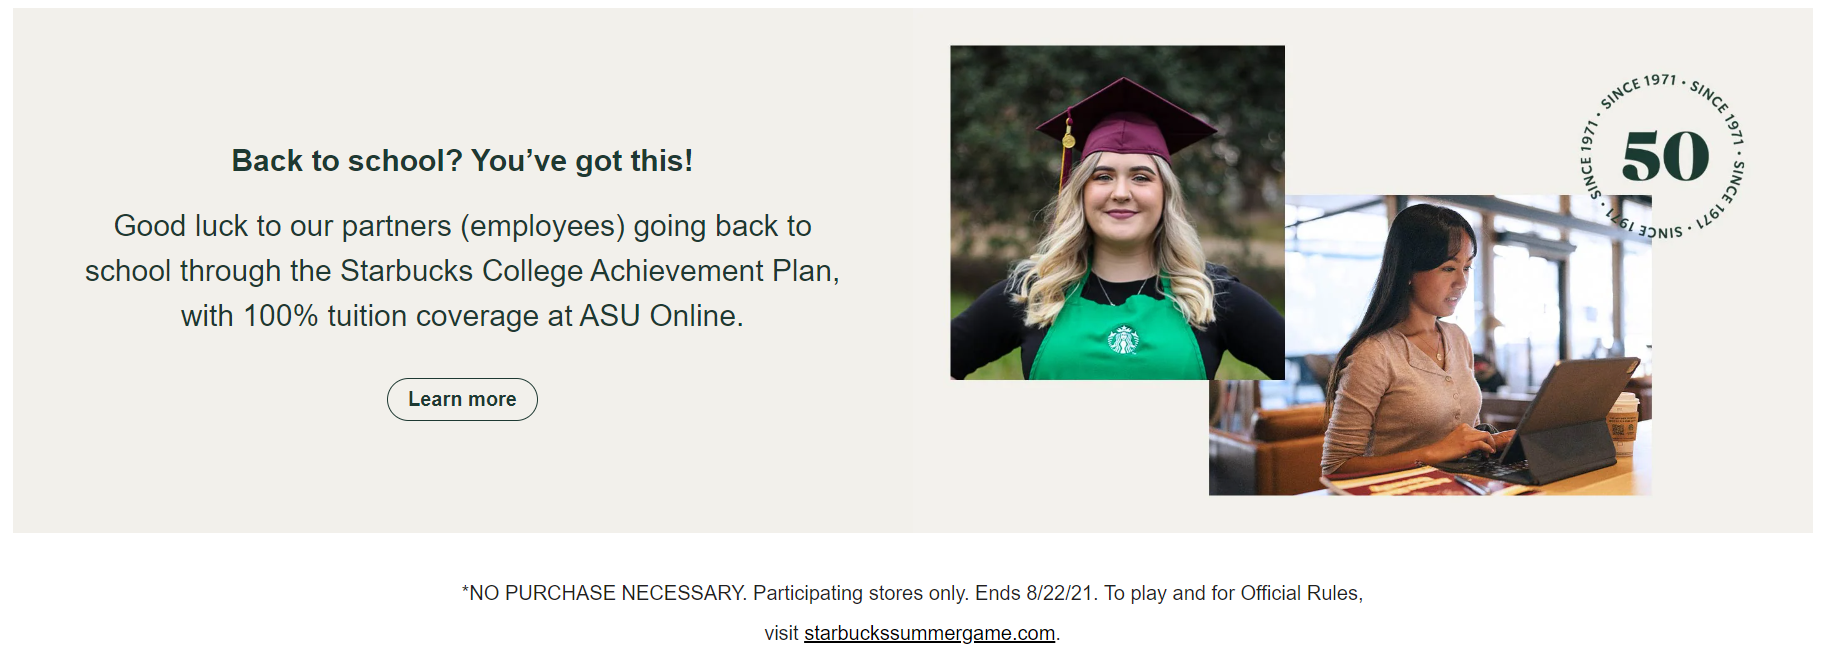 Back to school? You’ve got this!
Good luck to our partners (employees) going back to
school through the Starbucks College Achievement Plan,
with 100% tuition coverage at ASU Online.
Learn more
SINCE 1971 • SINCE 1971 • SINCE 1971 • SINCE 1971 • SINCE 1971 •
50
*NO PURCHASE NECESSARY. Participating stores only. Ends 8/22/21. To play and for Official Rules,
visit starbuckssummergame.com.